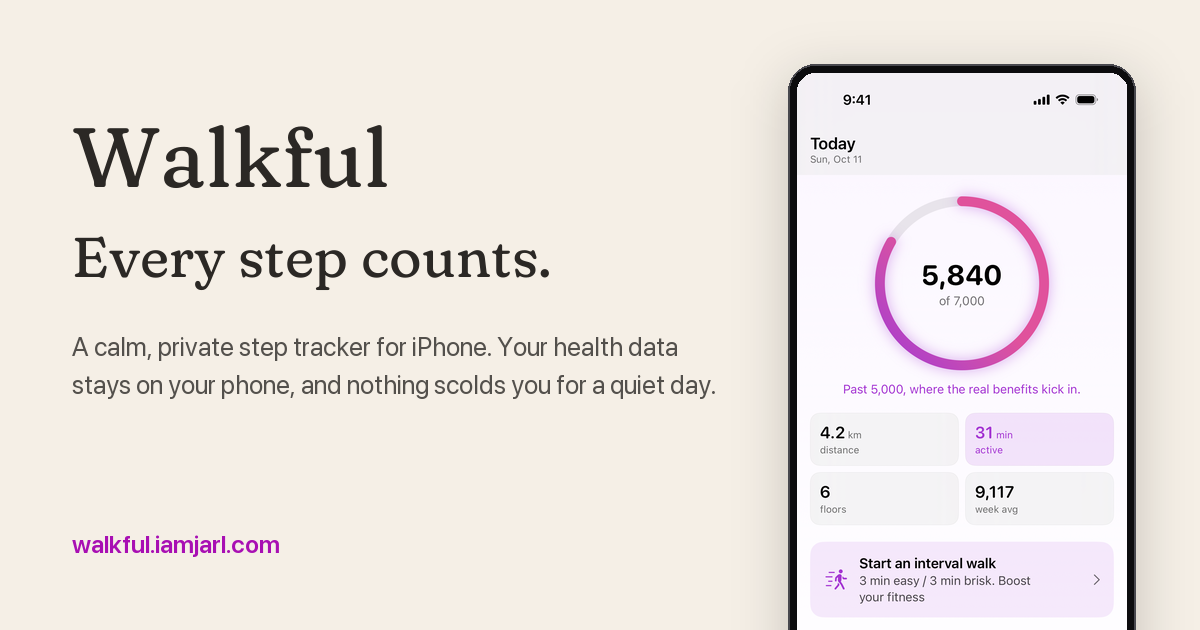 Walkful
Every step counts.
A calm, private step tracker for iPhone. Your health data
stays on your phone, and nothing scolds you for a quiet day.
walkful.iamjarl.com
9:41
Today
Sun, Oct 11
5,840
of 7,000
Past 5,000, where the real benefits kick in.
4.2 km
distance
31 min
active
6
floors
9,117
week avg
Start an interval walk
3 min easy / 3 min brisk. Boost
your fitness